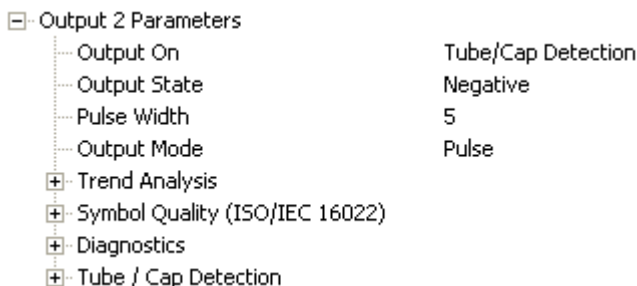 Output 2 Parameters
Output On Tube/Cap Detection
Output State Negative
Pulse Width 5
Output Mode Pulse
Trend Analysis
Symbol Quality (ISO/IEC 16022)
Diagnostics
Tube / Cap Detection